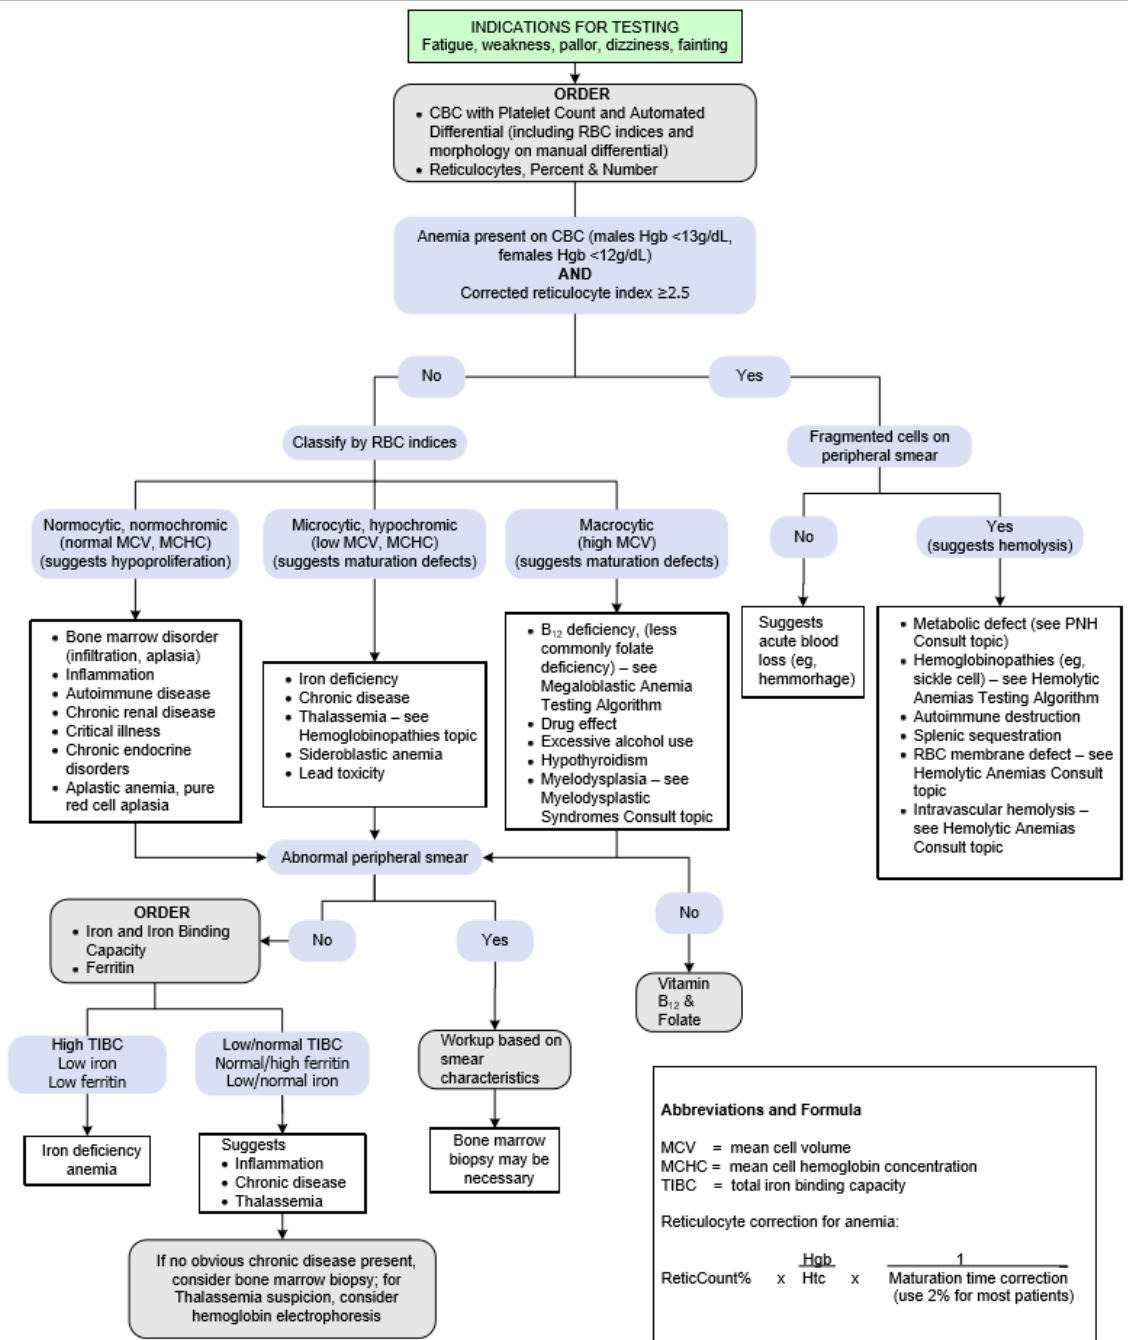 INDICATIONS FOR TESTING
Fatigue, weakness, pallor, dizziness, fainting
ORDER
• CBC with Platelet Count and Automated
Differential (including RBC indices and
morphology on manual differential)
• Reticulocytes, Percent & Number
Anemia present on CBC (males Hgb <13g/dL,
females Hgb <12g/dL)
AND
Corrected reticulocyte index ≥2.5
No
Yes
Classify by RBC indices
Fragmented cells on
peripheral smear
Normocytic, normochromic
(normal MCV, MCHC)
(suggests hypoproliferation)
Microcytic, hypochromic
(low MCV, MCHC)
(suggests maturation defects)
Macrocytic
(high MCV)
(suggests maturation defects)
No
Yes
(suggests hemolysis)
• Bone marrow disorder
(infiltration, aplasia)
• Inflammation
• Autoimmune disease
• Chronic renal disease
• Critical illness
• Chronic endocrine
disorders
• Aplastic anemia, pure
red cell aplasia
• Iron deficiency
• Chronic disease
• Thalassemia – see
Hemoglobinopathies topic
• Sideroblastic anemia
• Lead toxicity
• B₁₂ deficiency, (less
commonly folate
deficiency) – see
Megaloblastic Anemia
Testing Algorithm
• Drug effect
• Excessive alcohol use
• Hypothyroidism
• Myelodysplasia – see
Myelodysplastic
Syndromes Consult topic
Suggests
acute blood
loss (eg,
hemmorhage)
• Metabolic defect (see PNH
Consult topic)
• Hemoglobinopathies (eg,
sickle cell) – see Hemolytic
Anemias Testing Algorithm
• Autoimmune destruction
• Splenic sequestration
• RBC membrane defect – see
Hemolytic Anemias Consult
topic
• Intravascular hemolysis –
see Hemolytic Anemias
Consult topic
Abnormal peripheral smear
ORDER
• Iron and Iron Binding
Capacity
• Ferritin
No
Yes
No
Vitamin
B₁₂ &
Folate
High TIBC
Low iron
Low ferritin
Low/normal TIBC
Normal/high ferritin
Low/normal iron
Workup based on
smear
characteristics
Iron deficiency
anemia
Suggests
• Inflammation
• Chronic disease
• Thalassemia
Bone marrow
biopsy may be
necessary
If no obvious chronic disease present,
consider bone marrow biopsy; for
Thalassemia suspicion, consider
hemoglobin electrophoresis
Abbreviations and Formula
MCV = mean cell volume
MCHC = mean cell hemoglobin concentration
TIBC = total iron binding capacity
Reticulocyte correction for anemia:
Hgb 1
ReticCount% x Htc x Maturation time correction
(use 2% for most patients)